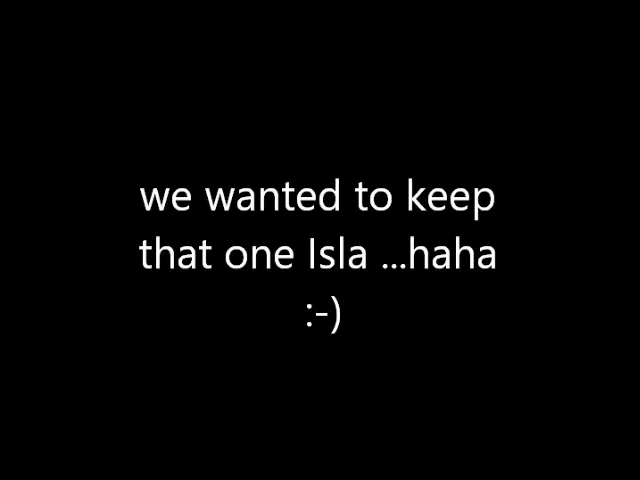 we wanted to keep
that one Isla ...haha
:-)